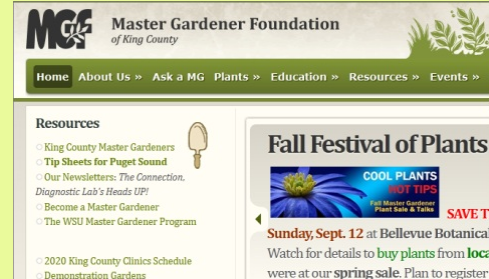 MGF Master Gardener Foundation
of King County
Home About Us » Ask a MG Plants » Education » Resources » Events »
Resources
King County Master Gardeners
Tip Sheets for Puget Sound
Our Newsletters: The Connection,
Diagnostic Lab's Heads UP!
Become a Master Gardener
The WSU Master Gardener Program
2020 King County Clinics Schedule
Demonstration Gardens
Fall Festival of Plants
COOL PLANTS
HOT TIPS
Fall Master Gardener
Plant Sale & Talks
SAVE T
Sunday, Sept. 12 at Bellevue Botanica
Watch for details to buy plants from loca
were at our spring sale. Plan to register